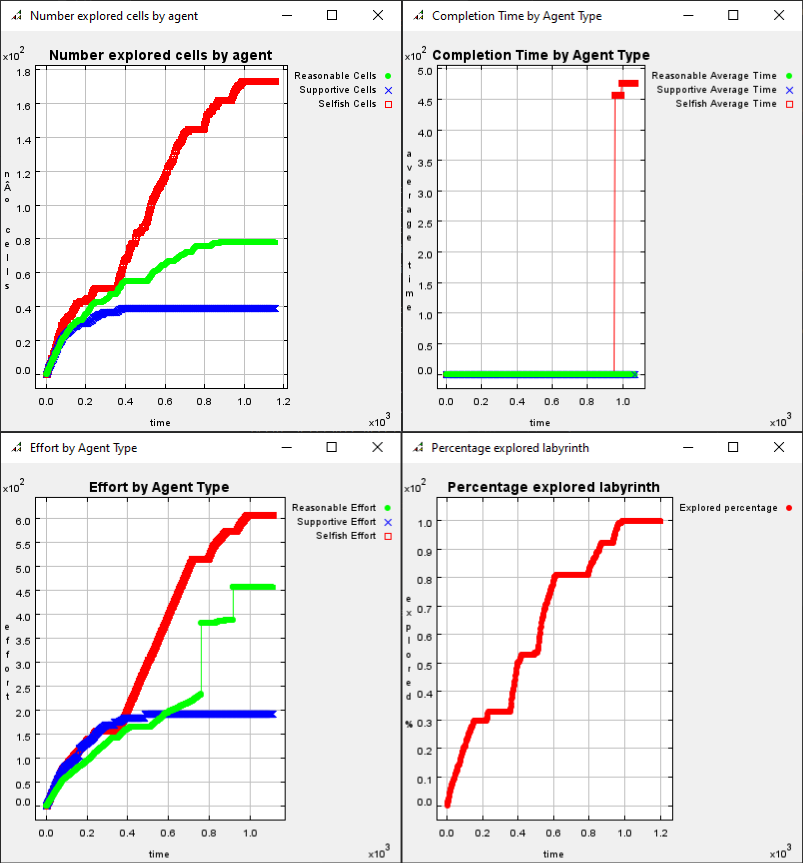 Number explored cells by agent
Number explored cells by agent
x10²
Reasonable Cells
Supportive Cells
Selfish Cells
1.8
1.6
1.4
1.2
1.0
0.8
0.6
0.4
0.2
0.0
nÂº cells
0.0 0.2 0.4 0.6 0.8 1.0 1.2
time
x10³
Completion Time by Agent Type
Completion Time by Agent Type
x10²
Reasonable Average Time
Supportive Average Time
Selfish Average Time
5.0
4.5
4.0
3.5
3.0
2.5
2.0
1.5
1.0
0.5
0.0
average time
0.0 0.2 0.4 0.6 0.8 1.0
time
x10³
Effort by Agent Type
Effort by Agent Type
x10²
Reasonable Effort
Supportive Effort
Selfish Effort
6.0
5.5
5.0
4.5
4.0
3.5
3.0
2.5
2.0
1.5
1.0
0.5
0.0
effort
0.0 0.2 0.4 0.6 0.8 1.0
time
x10³
Percentage explored labyrinth
Percentage explored labyrinth
x10²
Explored percentage
1.0
0.9
0.8
0.7
0.6
0.5
0.4
0.3
0.2
0.1
0.0
explored %
0.0 0.2 0.4 0.6 0.8 1.0 1.2
time
x10³